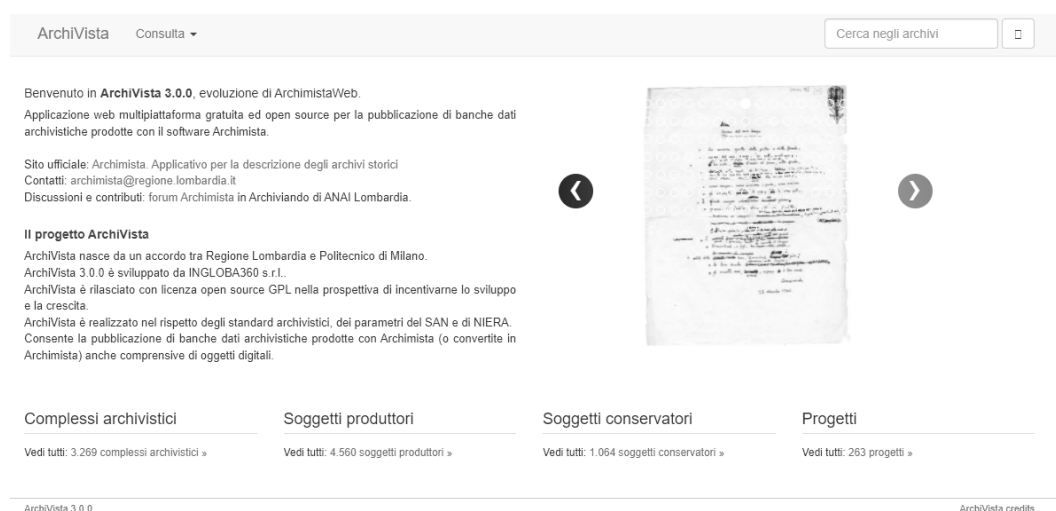 ArchiVista
Consulta
Cerca negli archivi
Benvenuto in ArchiVista 3.0.0, evoluzione di ArchimistaWeb.
Applicazione web multipiattaforma gratuita ed open source per la pubblicazione di banche dati
archivistiche prodotte con il software Archimista.
Sito ufficiale: Archimista. Applicativo per la descrizione degli archivi storici
Contatti: archimista@regione.lombardia.it
Discussioni e contributi: forum Archimista in Archiviando di ANAI Lombardia.
Il progetto ArchiVista
ArchiVista nasce da un accordo tra Regione Lombardia e Politecnico di Milano.
ArchiVista 3.0.0 è sviluppato da INGLOBA360 s.r.l..
ArchiVista è rilasciato con licenza open source GPL nella prospettiva di incentivarne lo sviluppo
e la crescita.
ArchiVista è realizzato nel rispetto degli standard archivistici, dei parametri del SAN e di NIERA.
Consente la pubblicazione di banche dati archivistiche prodotte con Archimista (o convertite in
Archimista) anche comprensive di oggetti digitali.
Complessi archivistici
Vedi tutti: 3.269 complessi archivistici »
Soggetti produttori
Vedi tutti: 4.560 soggetti produttori »
Soggetti conservatori
Vedi tutti: 1.064 soggetti conservatori »
Progetti
Vedi tutti: 263 progetti »
ArchiVista 3.0.0
ArchiVista credits